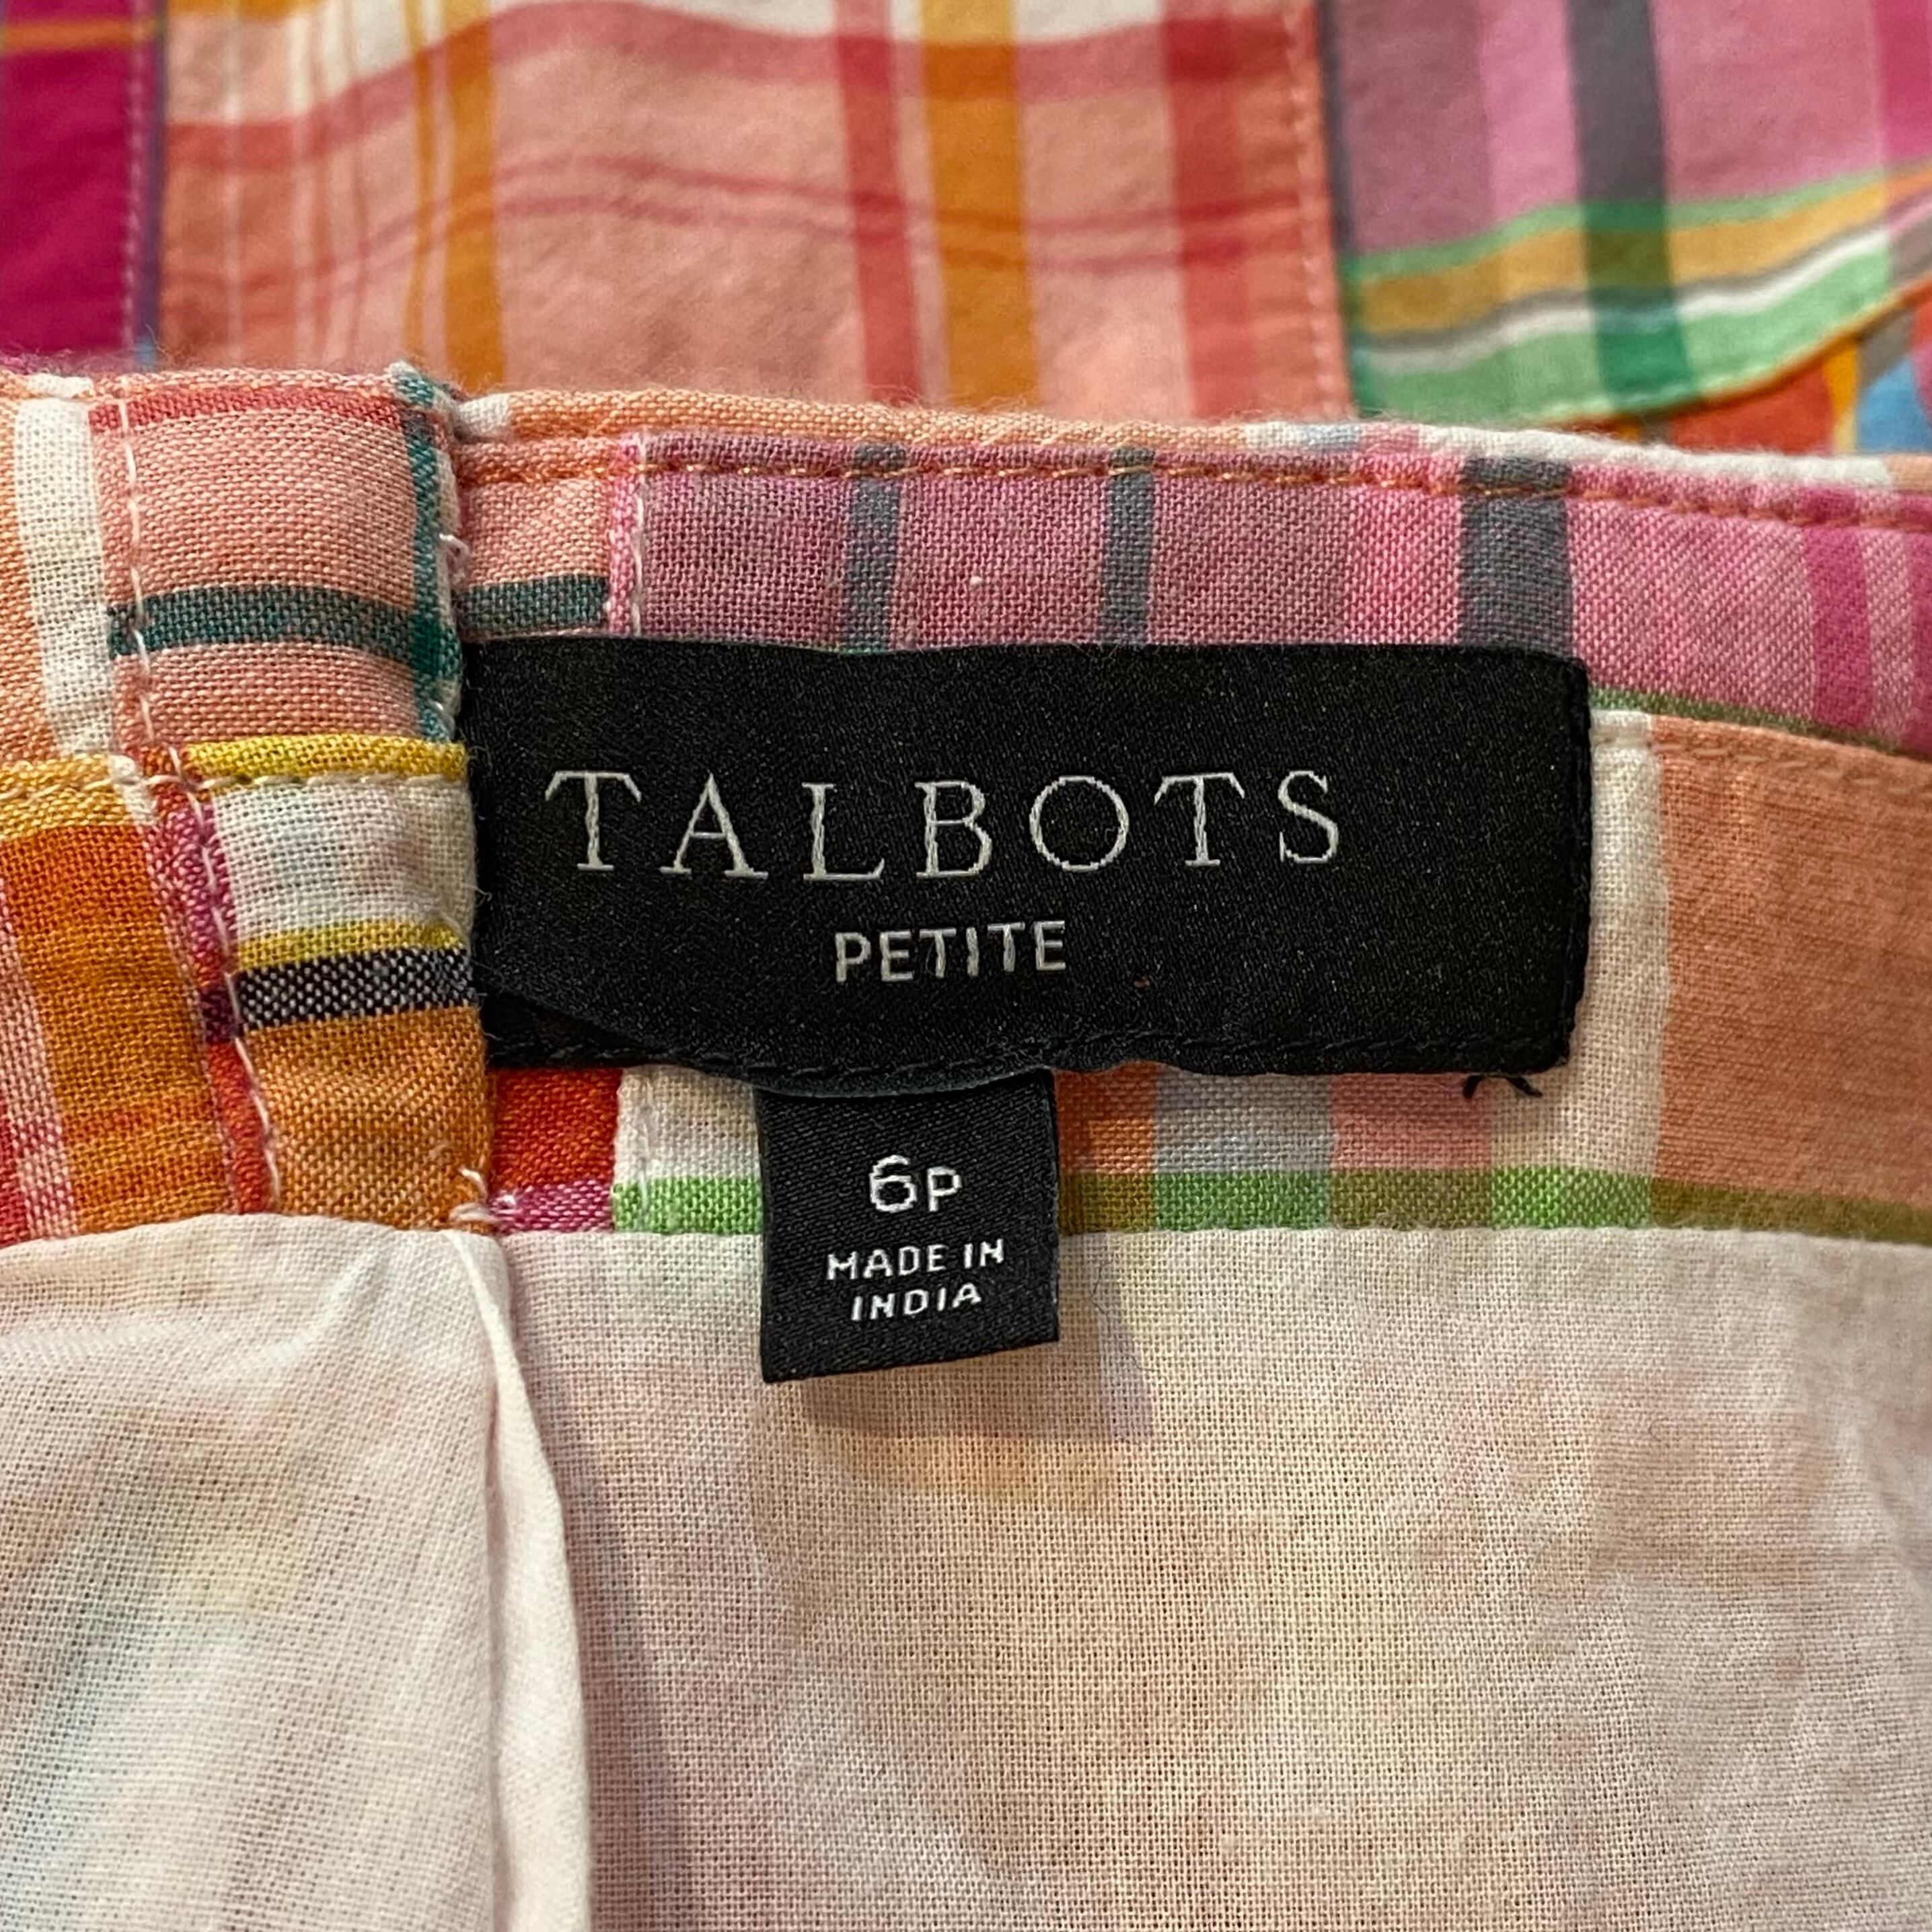 TALBOTS
PETITE
6P
MADE IN
INDIA